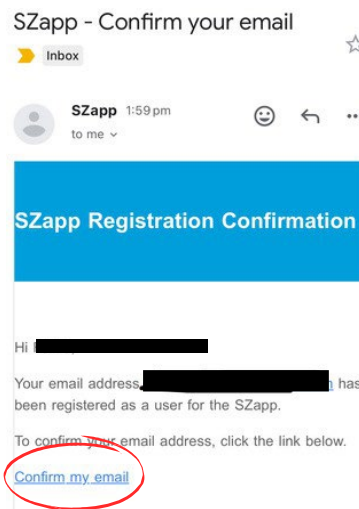 SZapp - Confirm your email
Inbox
SZapp 1:59 pm
to me
SZapp Registration Confirmation
Hi
Your email address has
been registered as a user for the SZapp.
To confirm your email address, click the link below.
Confirm my email